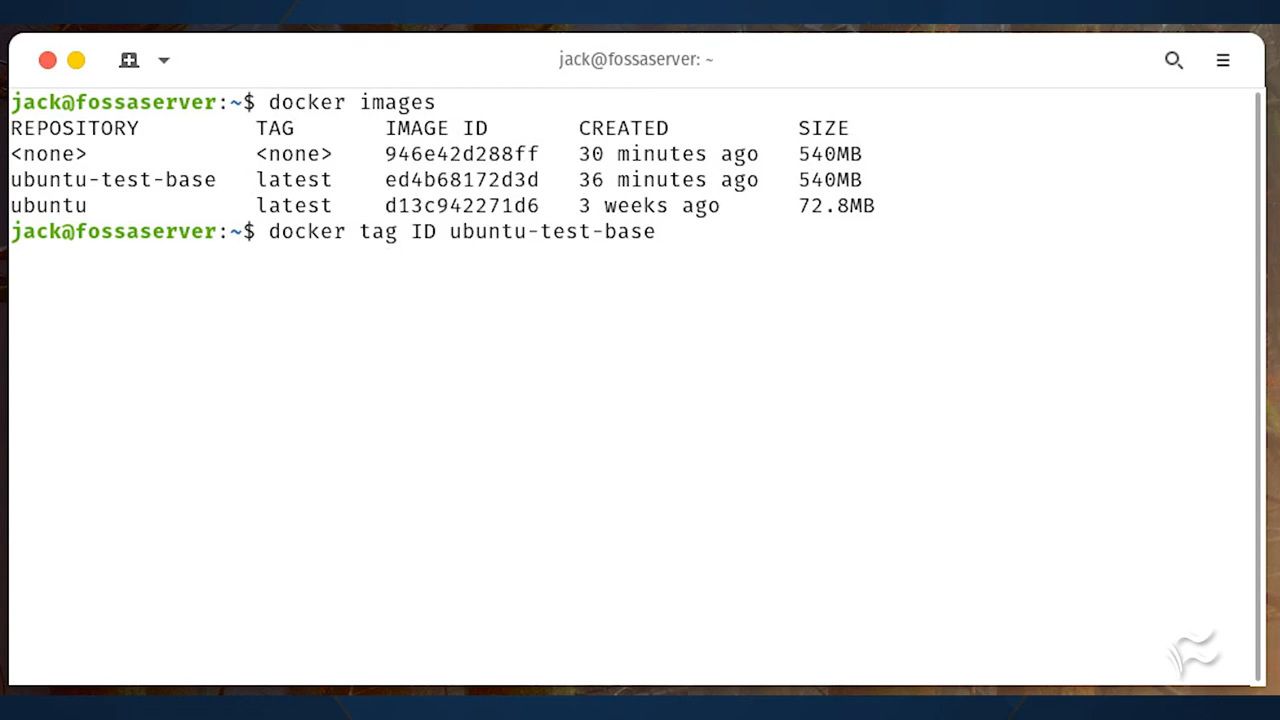 jack@fossaserver: ~
jack@fossaserver:~$ docker images
REPOSITORY TAG IMAGE ID CREATED SIZE
<none> <none> 946e42d288ff 30 minutes ago 540MB
ubuntu-test-base latest ed4b68172d3d 36 minutes ago 540MB
ubuntu latest d13c942271d6 3 weeks ago 72.8MB
jack@fossaserver:~$ docker tag ID ubuntu-test-base